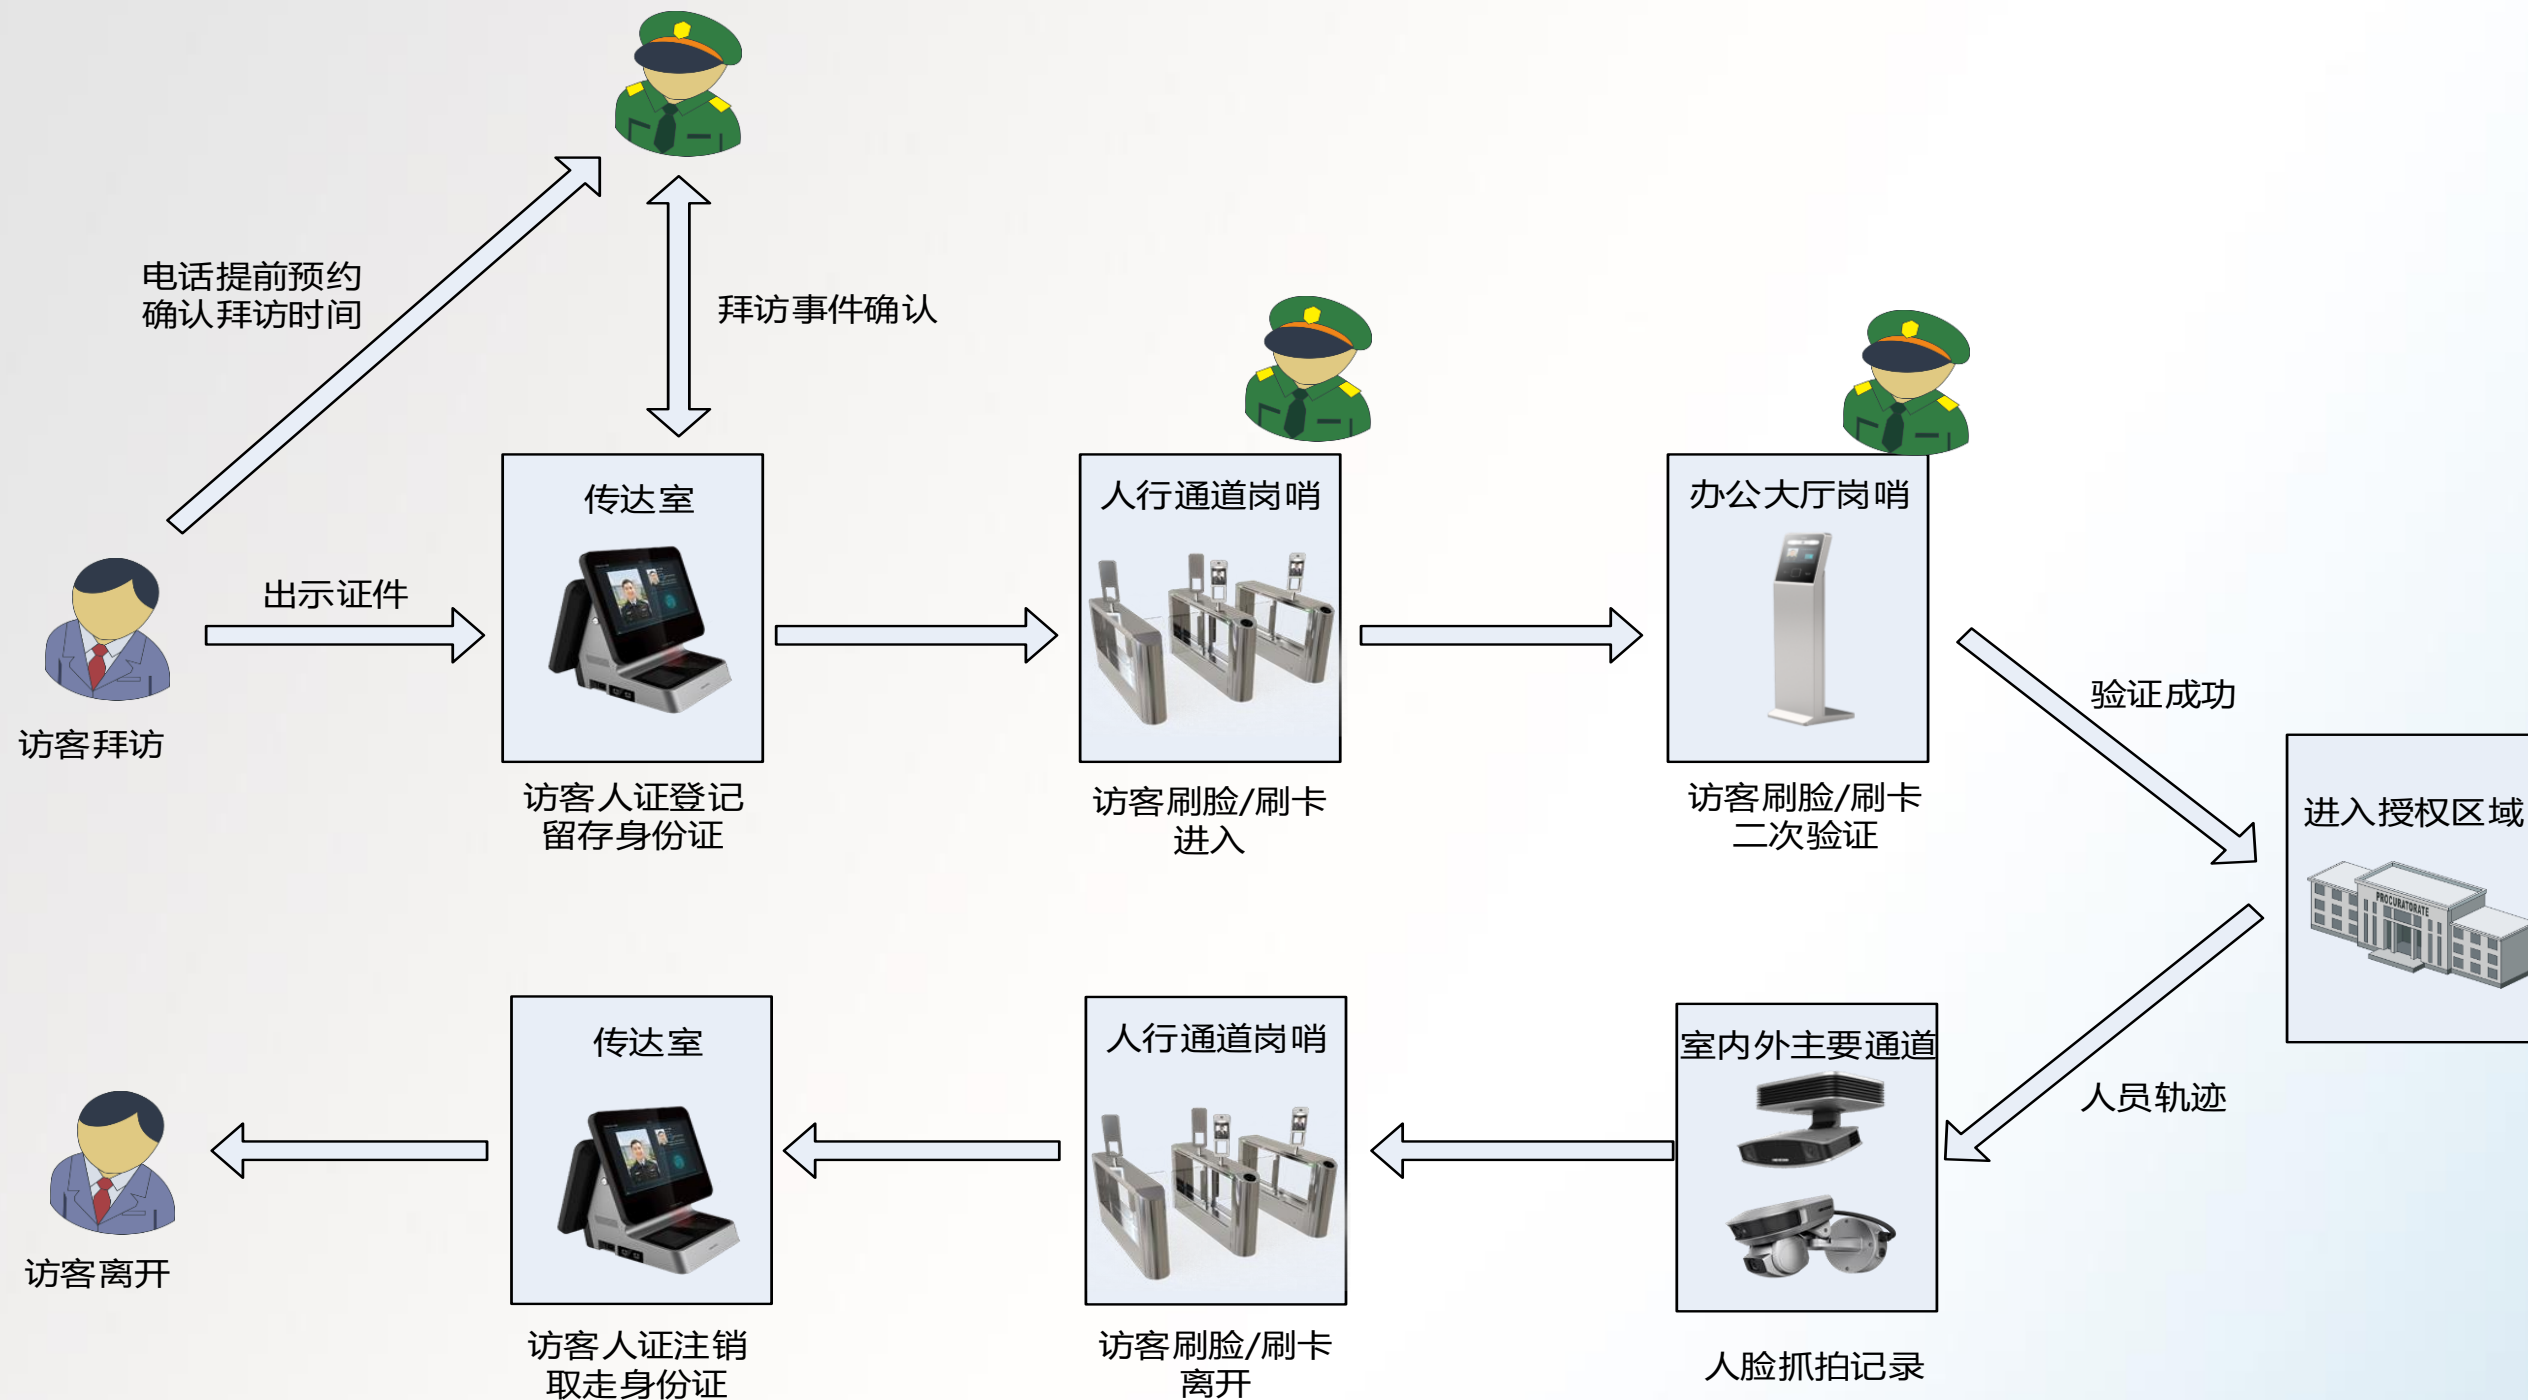 电话提前预约
确认拜访时间
拜访事件确认
传达室
人行通道岗哨
办公大厅岗哨
出示证件
验证成功
访客拜访
访客人证登记
留存身份证
访客刷脸/刷卡
进入
访客刷脸/刷卡
二次验证
进入授权区域
PROCURATORATE
传达室
人行通道岗哨
室内外主要通道
人员轨迹
访客离开
访客人证注销
取走身份证
访客刷脸/刷卡
离开
人脸抓拍记录